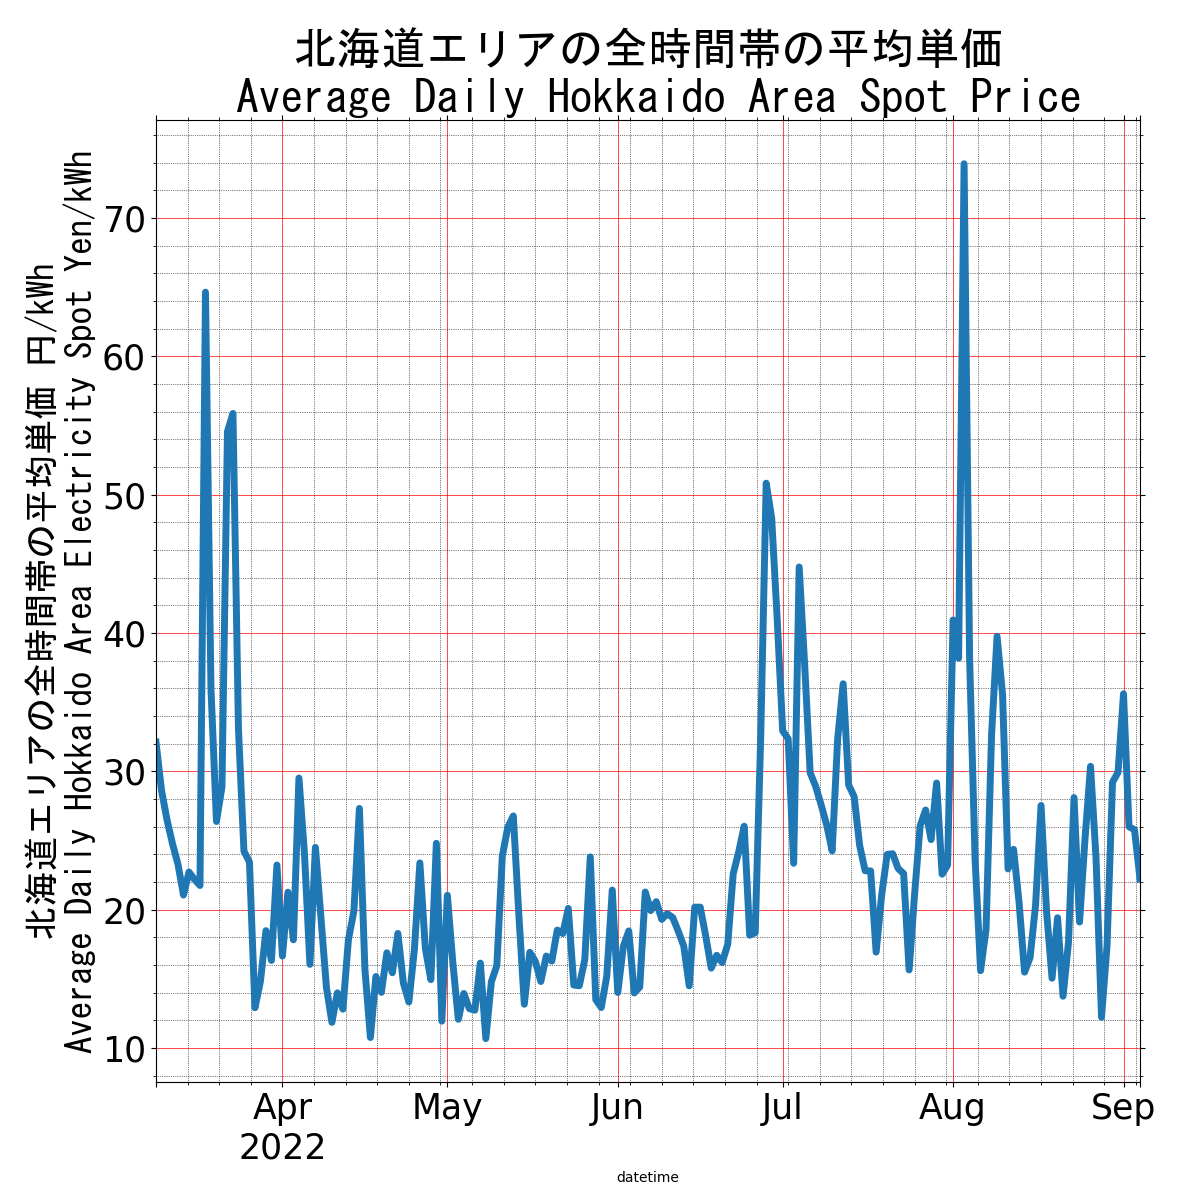 北海道エリアの全時間帯の平均単価
Average Daily Hokkaido Area Spot Price
北海道エリアの全時間帯の平均単価 円/kWh
Average Daily Hokkaido Area Electricity Spot Yen/kWh
70
60
50
40
30
20
10
Apr May Jun Jul Aug Sep
2022
datetime